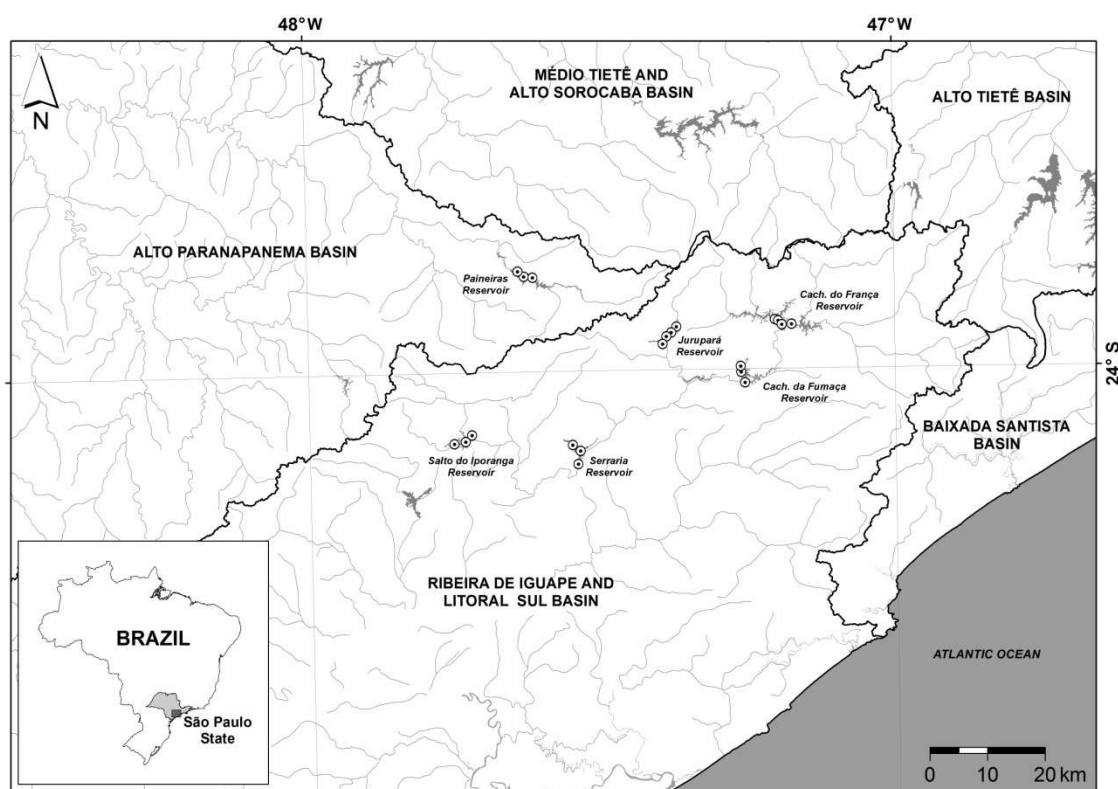 48°W
47°W
N
MÉDIO TIETÊ AND
ALTO SOROCABA BASIN
ALTO TIETÊ BASIN
ALTO PARANAPANEMA BASIN
Paineiras
Reservoir
Cach. do França
Reservoir
Jurupará
Reservoir
24° S
Cach. da Fumaça
Reservoir
BAIXADA SANTISTA
BASIN
Salto do Iporanga
Reservoir
Serraria
Reservoir
RIBEIRA DE IGUAPE AND
LITORAL SUL BASIN
BRAZIL
São Paulo
State
ATLANTIC OCEAN
0 10 20 km